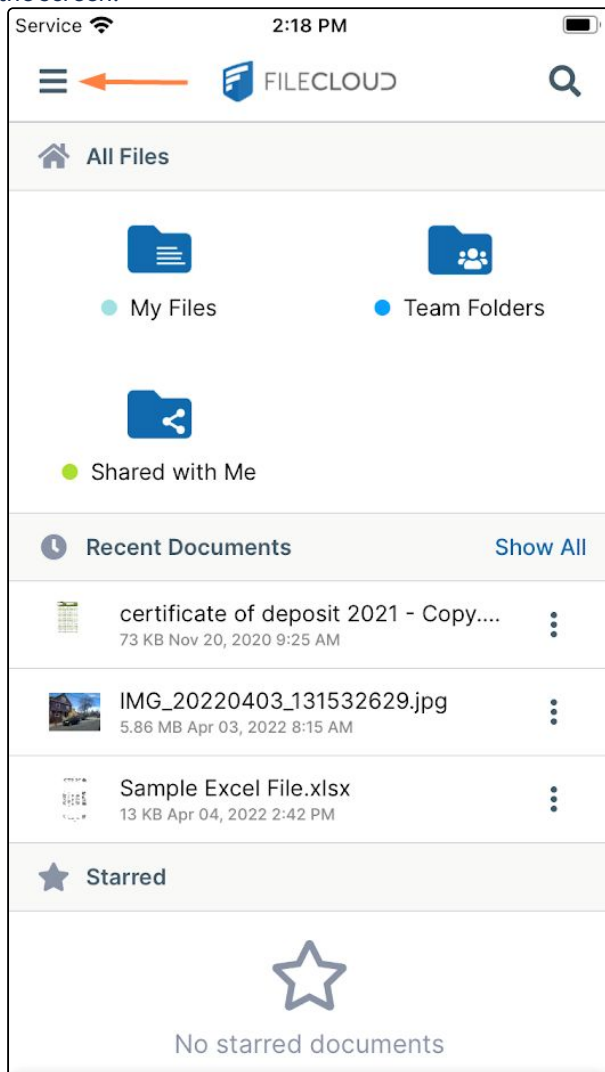 the screen.
Service 2:18 PM
FILECLOUD
All Files
My Files
Team Folders
Shared with Me
Recent Documents Show All
certificate of deposit 2021 - Copy....
73 KB Nov 20, 2020 9:25 AM
IMG_20220403_131532629.jpg
5.86 MB Apr 03, 2022 8:15 AM
Sample Excel File.xlsx
13 KB Apr 04, 2022 2:42 PM
Starred
No starred documents